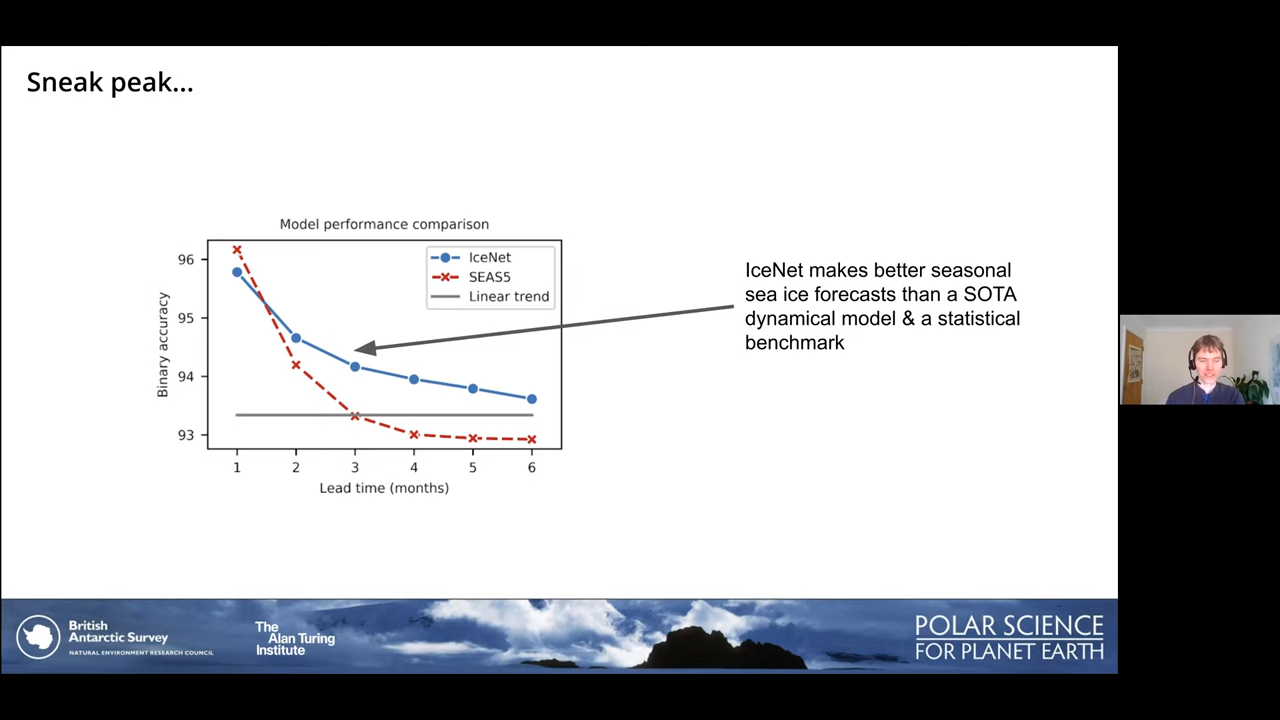 Sneak peak...
Model performance comparison
96
95
94
93
Binary accuracy
IceNet
SEAS5
Linear trend
1 2 3 4 5 6
Lead time (months)
IceNet makes better seasonal
sea ice forecasts than a SOTA
dynamical model & a statistical
benchmark
British
Antarctic Survey
NATURAL ENVIRONMENT RESEARCH COUNCIL
The
Alan Turing
Institute
POLAR SCIENCE
FOR PLANET EARTH